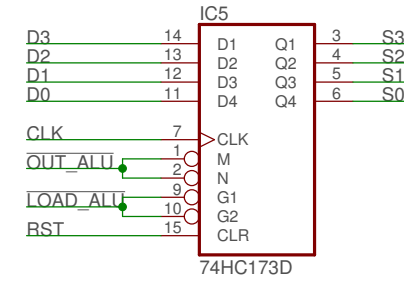 IC5
D3 14 D1 Q1 3 S3
D2 13 D2 Q2 4 S2
D1 12 D3 Q3 5 S1
D0 11 D4 Q4 6 S0
CLK 7 CLK
OUT_ALU 1 M
2 N
LOAD_ALU 9 G1
10 G2
RST 15 CLR
74HC173D